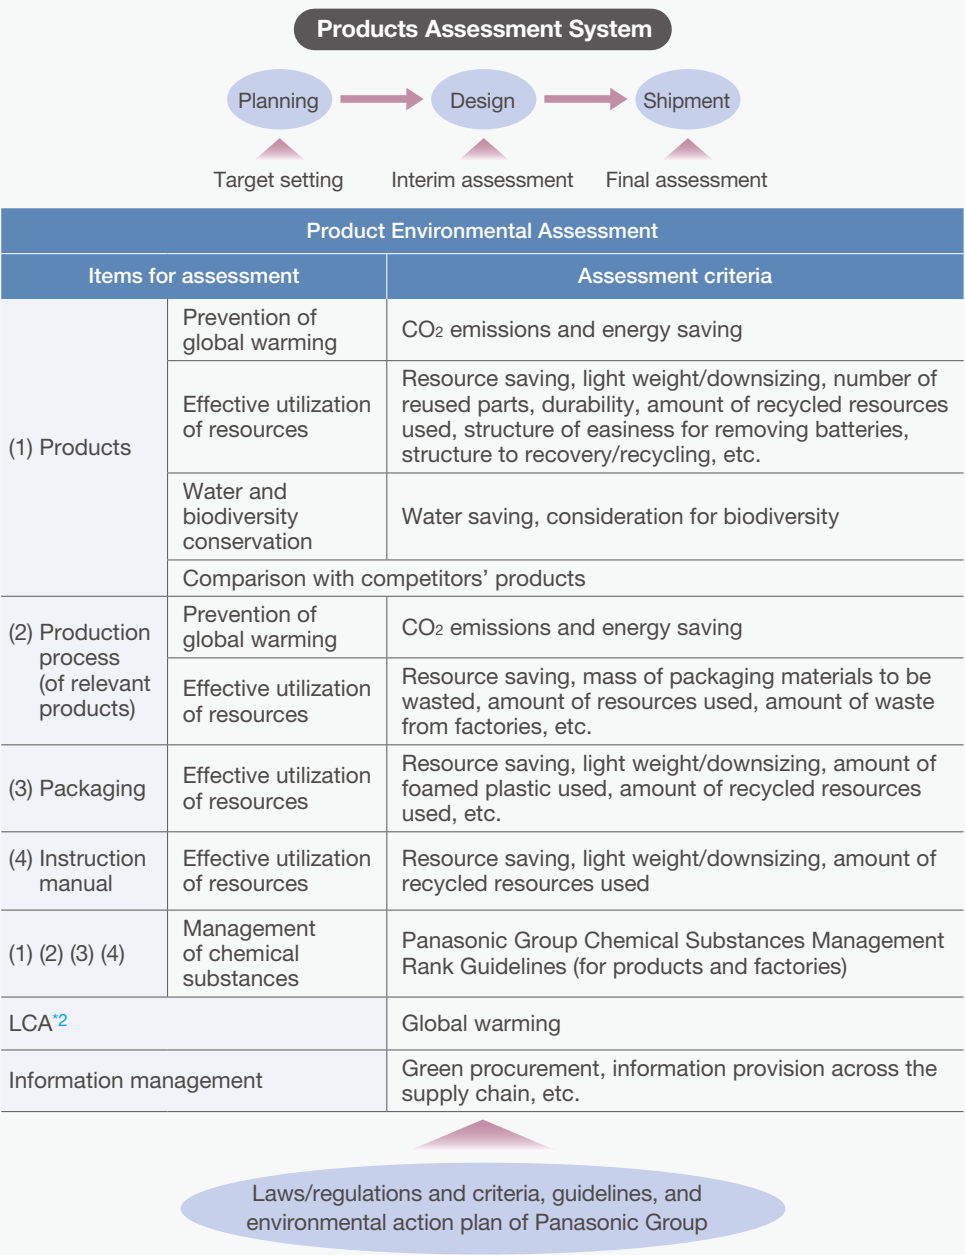 Products Assessment System
Planning
Design
Shipment
Target setting
Interim assessment
Final assessment
Product Environmental Assessment
Items for assessment
Assessment criteria
(1) Products
Prevention of
global warming
CO2 emissions and energy saving
Effective utilization
of resources
Resource saving, light weight/downsizing, number of
reused parts, durability, amount of recycled resources
used, structure of easiness for removing batteries,
structure to recovery/recycling, etc.
Water and
biodiversity
conservation
Water saving, consideration for biodiversity
Comparison with competitors’ products
(2) Production
process
(of relevant
products)
Prevention of
global warming
CO2 emissions and energy saving
Effective utilization
of resources
Resource saving, mass of packaging materials to be
wasted, amount of resources used, amount of waste
from factories, etc.
(3) Packaging
Effective utilization
of resources
Resource saving, light weight/downsizing, amount of
foamed plastic used, amount of recycled resources
used, etc.
(4) Instruction
manual
Effective utilization
of resources
Resource saving, light weight/downsizing, amount of
recycled resources used
(1) (2) (3) (4)
Management
of chemical
substances
Panasonic Group Chemical Substances Management
Rank Guidelines (for products and factories)
LCA*2
Global warming
Information management
Green procurement, information provision across the
supply chain, etc.
Laws/regulations and criteria, guidelines, and
environmental action plan of Panasonic Group